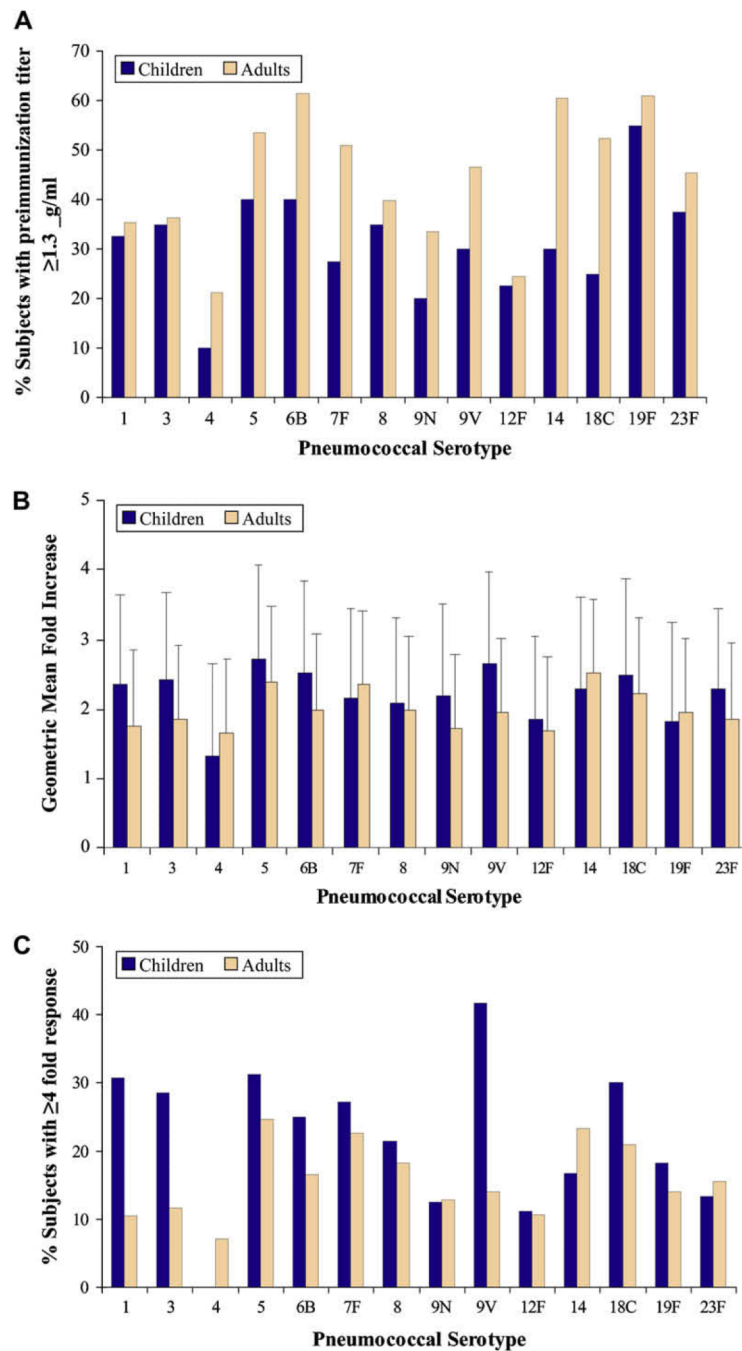 A
% Subjects with preimmunization titer
≥1.3 _g/ml
70
60
50
40
30
20
10
0
Children Adults
1 3 4 5 6B 7F 8 9N 9V 12F 14 18C 19F 23F
Pneumococcal Serotype
B
Geometric Mean Fold Increase
5
4
3
2
1
0
Children Adults
1 3 4 5 6B 7F 8 9N 9V 12F 14 18C 19F 23F
Pneumococcal Serotype
C
% Subjects with ≥4 fold response
50
40
30
20
10
0
Children Adults
1 3 4 5 6B 7F 8 9N 9V 12F 14 18C 19F 23F
Pneumococcal Serotype